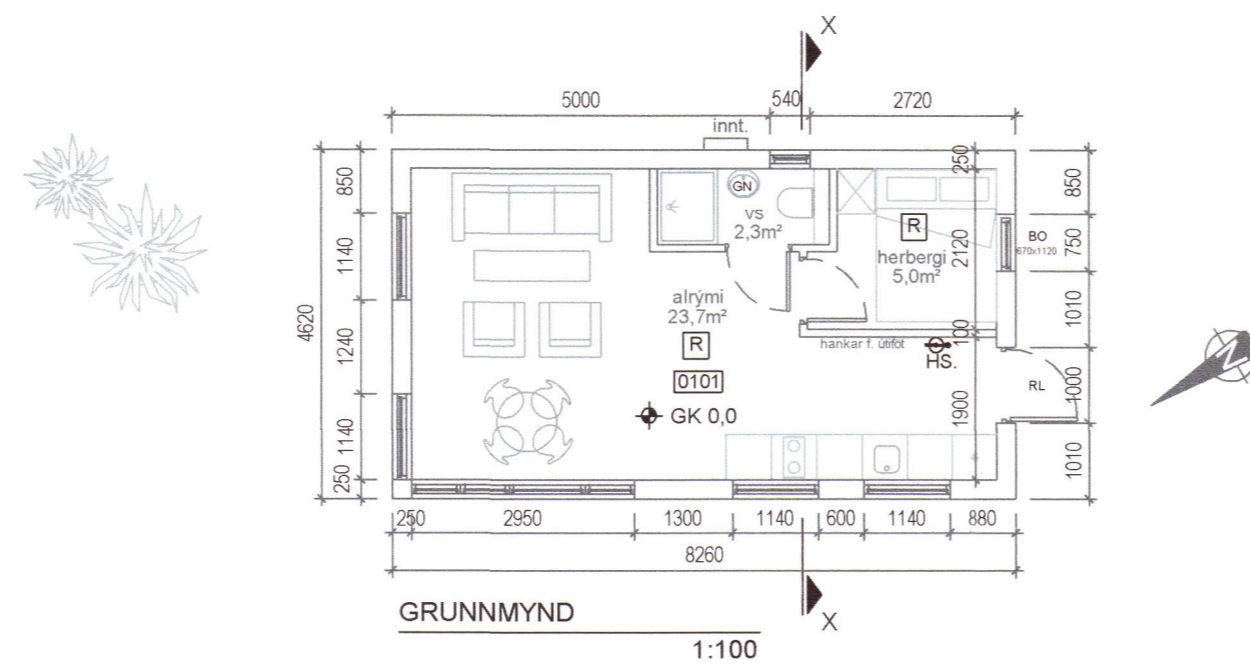 X
5000 540 2720
innt.
850 1140 1240 1140 250
4620
GN
vs
2,3m²
R
herbergi
5,0m²
250 2120 100 1900
BO
670x1120
850 750 1010 1000 1010
alrými
23,7m²
R
0101
hankar f. útiföt
HS.
RL
N
GK 0,0
250 2950 1300 1140 600 1140 880
8260
X
GRUNNMYND
1:100